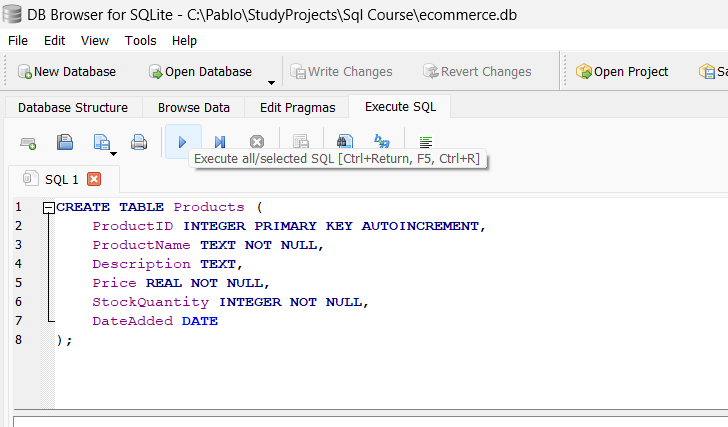 DB Browser for SQLite - C:\Pablo\StudyProjects\Sql Course\ecommerce.db
File Edit View Tools Help
New Database Open Database Write Changes Revert Changes Open Project
Database Structure Browse Data Edit Pragmas Execute SQL
Execute all/selected SQL [Ctrl+Return, F5, Ctrl+R]
SQL 1
1 CREATE TABLE Products (
2 ProductID INTEGER PRIMARY KEY AUTOINCREMENT,
3 ProductName TEXT NOT NULL,
4 Description TEXT,
5 Price REAL NOT NULL,
6 StockQuantity INTEGER NOT NULL,
7 DateAdded DATE
8 );